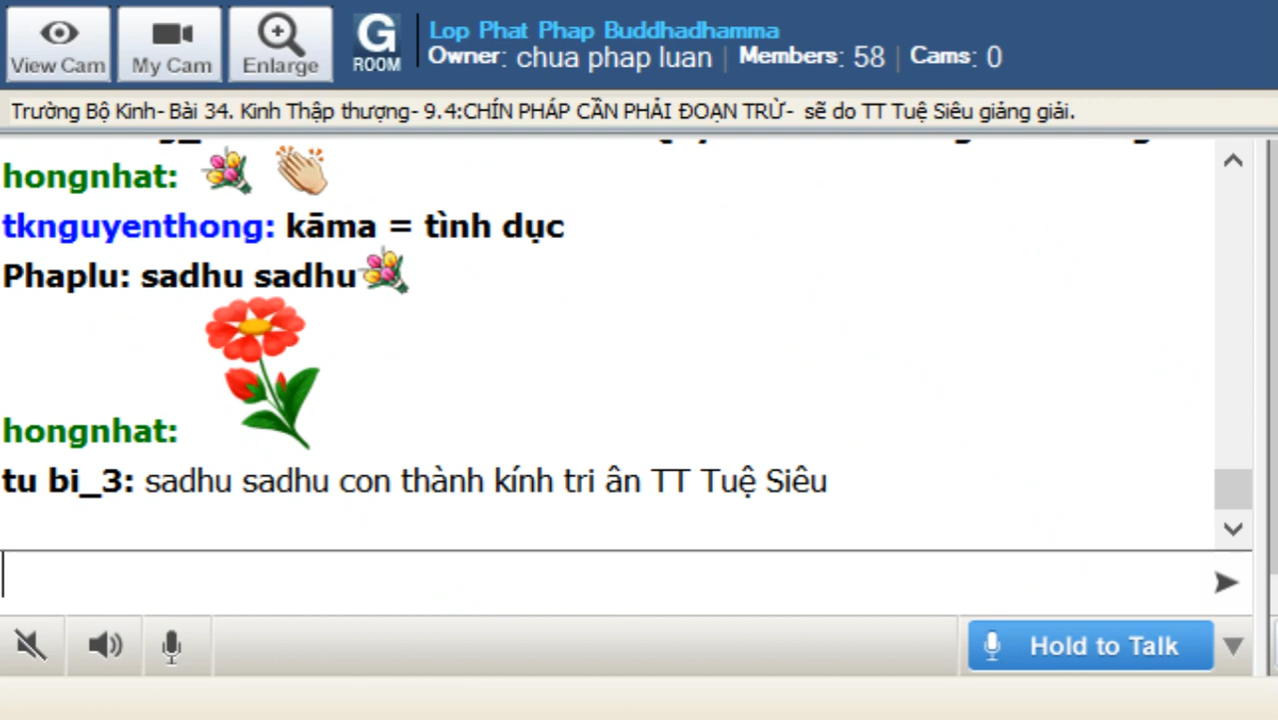 View Cam
My Cam
Enlarge
G
ROOM
Lop Phat Phap Buddhadhamma
Owner: chua phap luan | Members: 58 | Cams: 0
Trường Bộ Kinh- Bài 34. Kinh Thập thượng- 9.4:CHÍN PHÁP CẦN PHẢI ĐOẠN TRỪ- sẽ do TT Tuệ Siêu giảng giải.
hongnhat:
tknguyenthong: kāma = tình dục
Phaplu: sadhu sadhu
hongnhat:
tu bi_3: sadhu sadhu con thành kính tri ân TT Tuệ Siêu
Hold to Talk